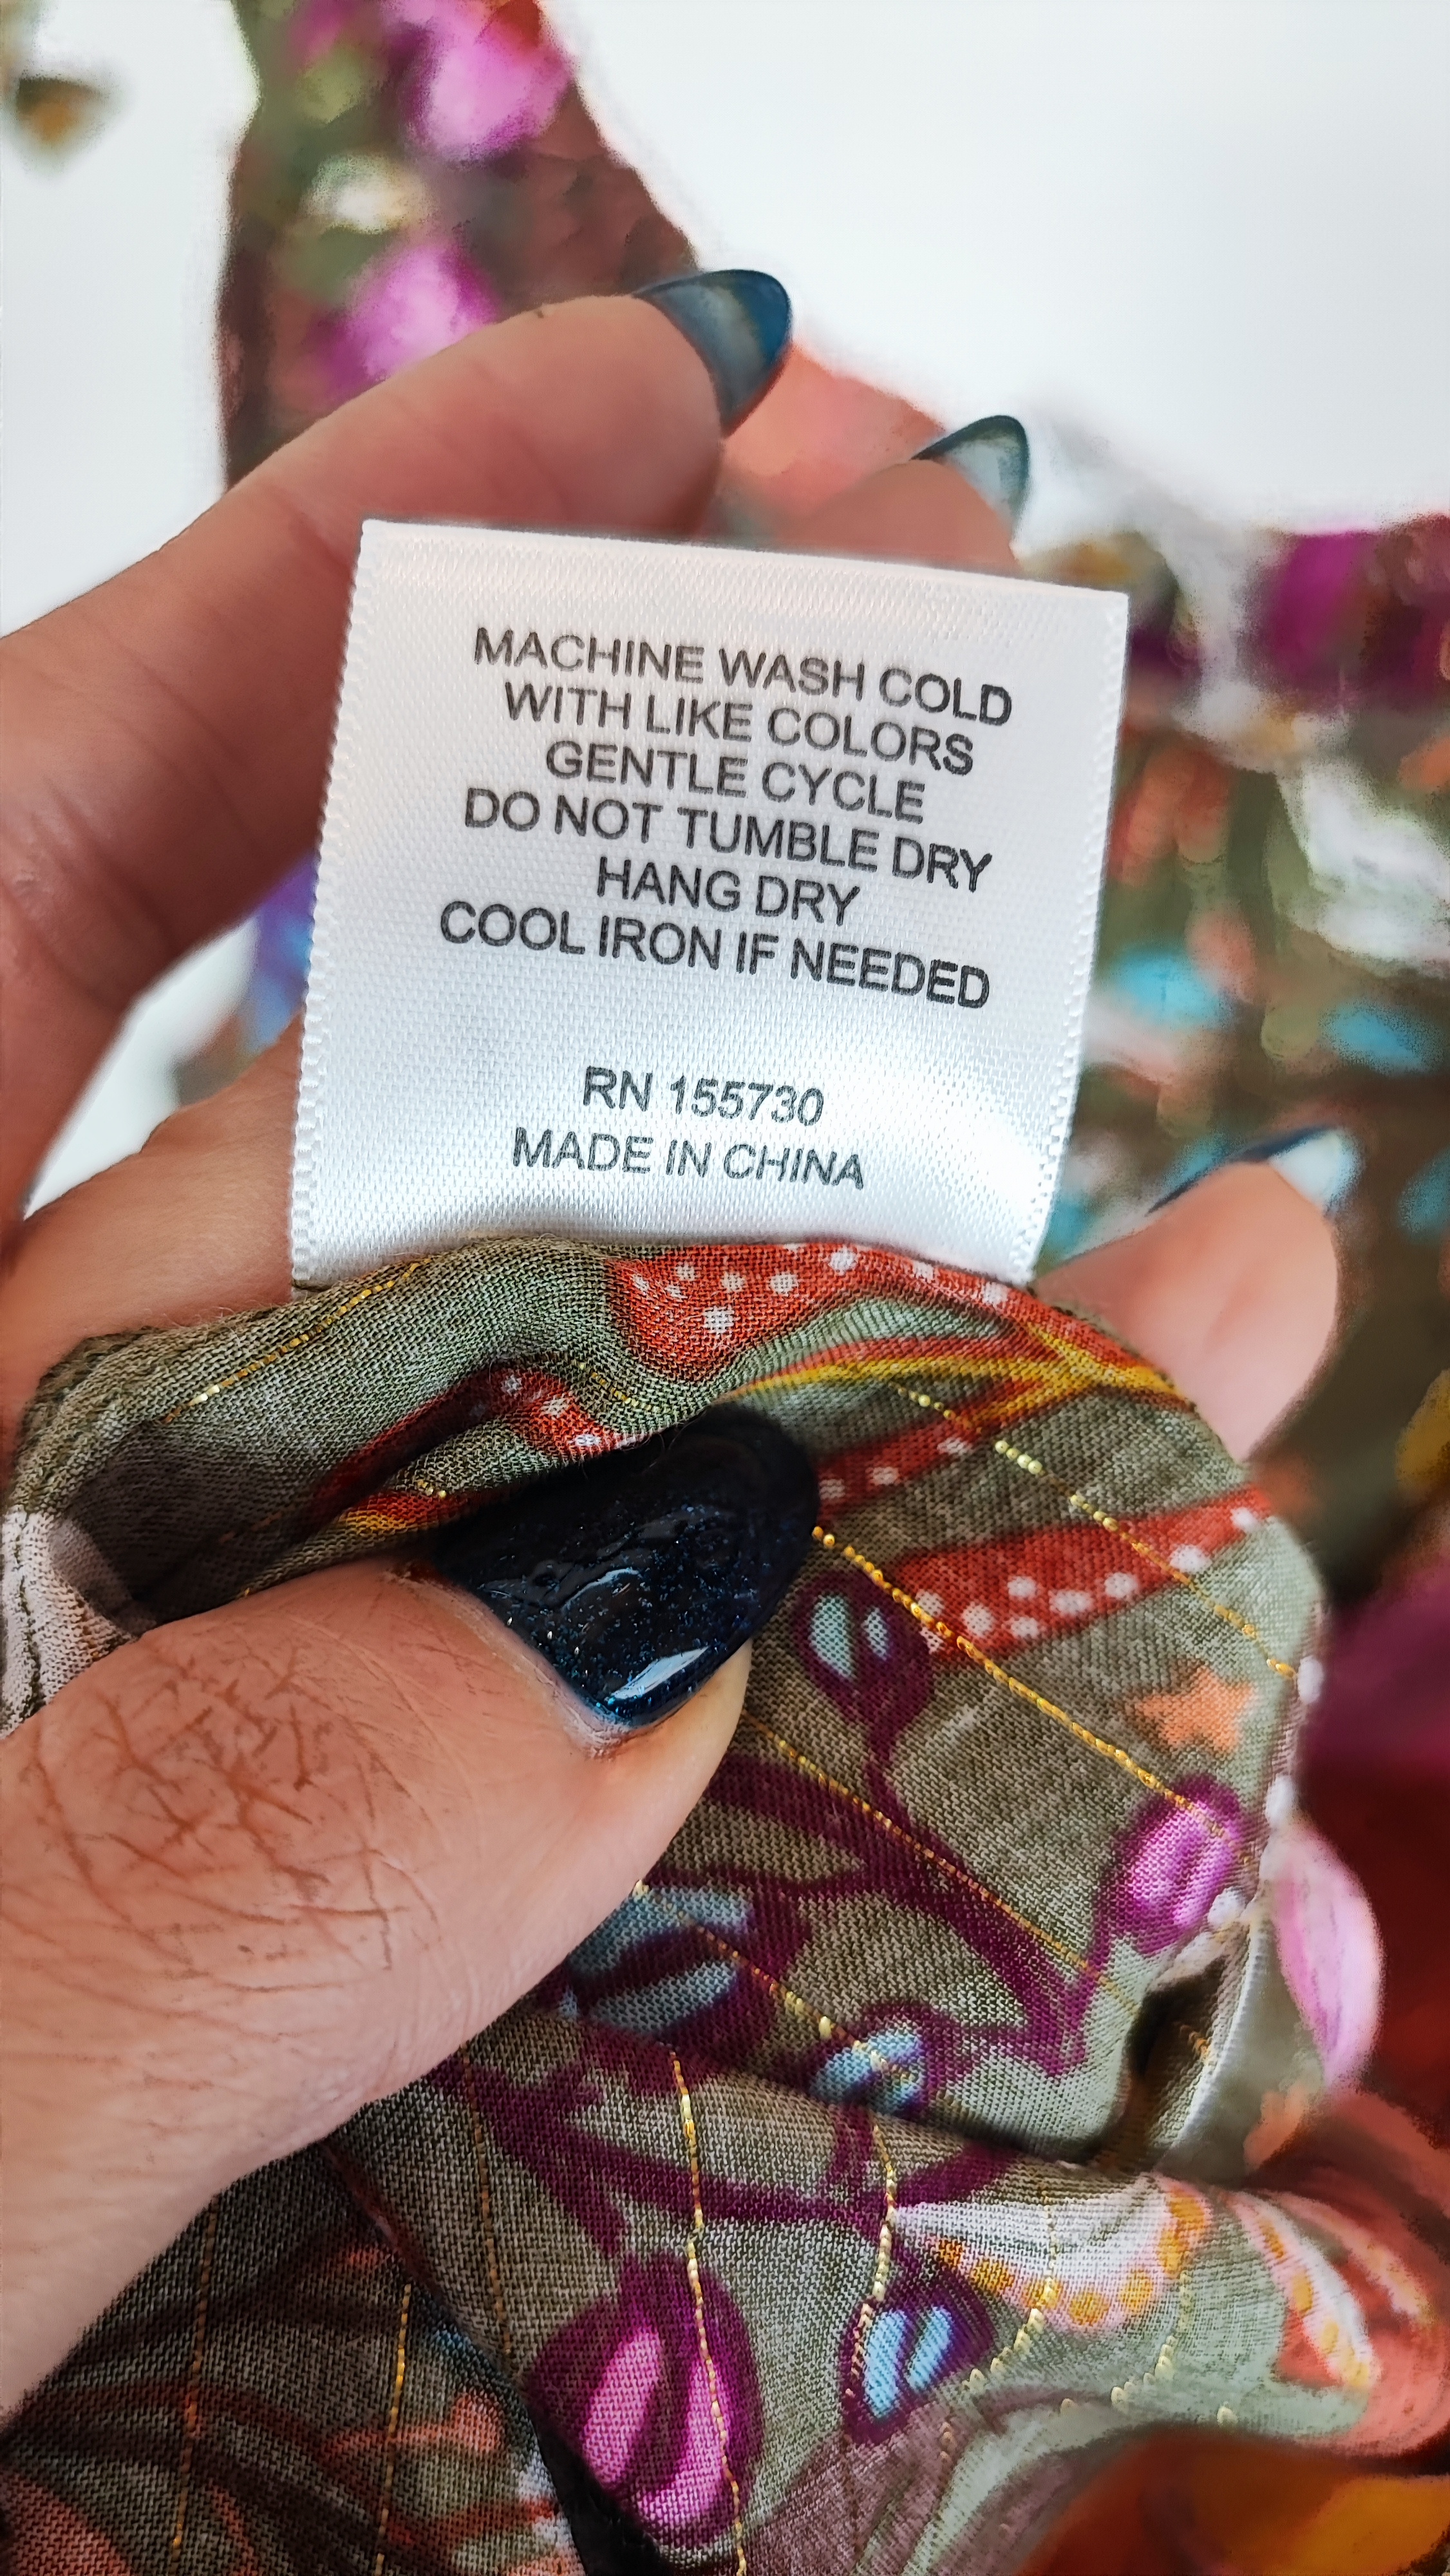 MACHINE WASH COLD
WITH LIKE COLORS
GENTLE CYCLE
DO NOT TUMBLE DRY
HANG DRY
COOL IRON IF NEEDED
RN 155730
MADE IN CHINA